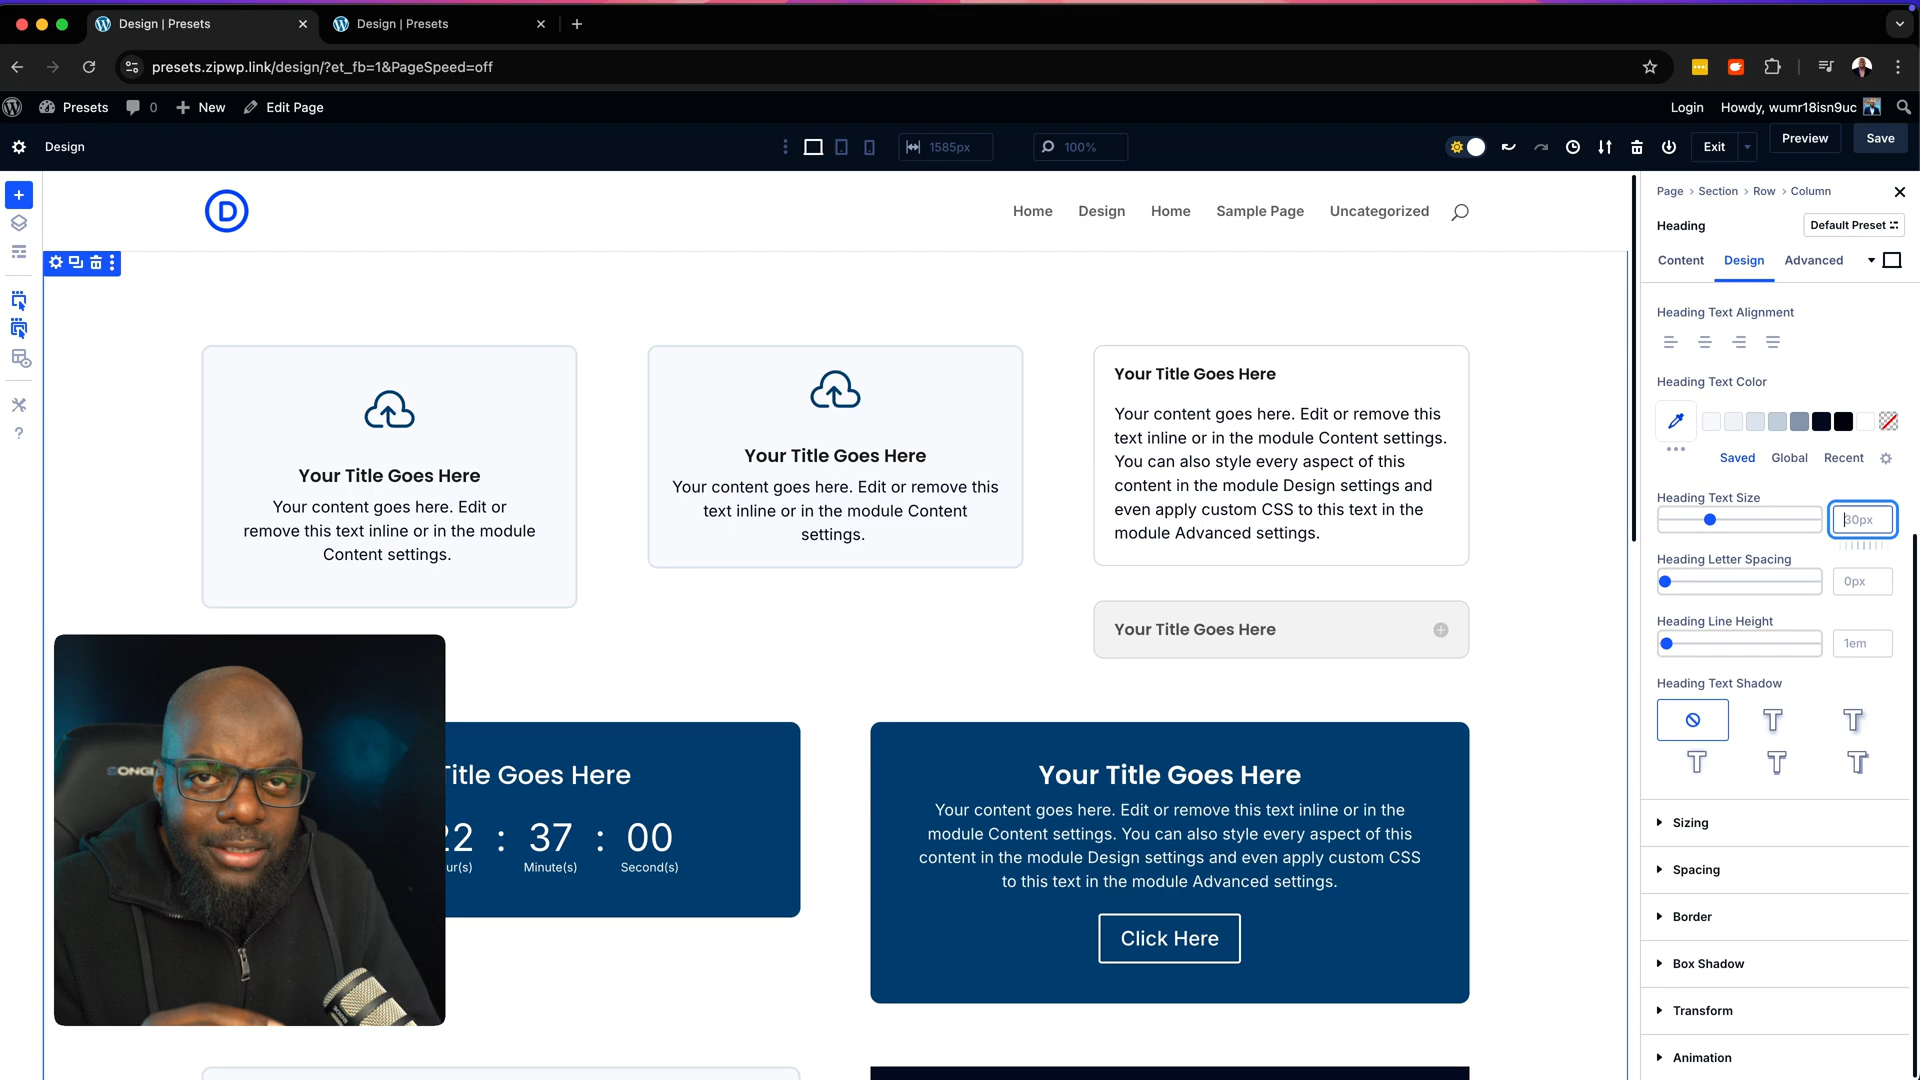 Design | Presets
Design | Presets
presets.zipwp.link/design/?et_fb=1&PageSpeed=off
Presets
0
New
Edit Page
Login
Howdy, wumr18isn9uc
Design
1585px
100%
Exit
Preview
Save
D
Home
Design
Home
Sample Page
Uncategorized
Page > Section > Row > Column
Heading
Default Preset
Content
Design
Advanced
Heading Text Alignment
Heading Text Color
Saved
Global
Recent
Heading Text Size
30px
Heading Letter Spacing
0px
Heading Line Height
1em
Heading Text Shadow
T
T
T
T
T
Sizing
Spacing
Border
Box Shadow
Transform
Animation
Your Title Goes Here
Your content goes here. Edit or
remove this text inline or in the module
Content settings.
Your Title Goes Here
Your content goes here. Edit or remove this
text inline or in the module Content
settings.
Your Title Goes Here
Your content goes here. Edit or remove this
text inline or in the module Content settings.
You can also style every aspect of this
content in the module Design settings and
even apply custom CSS to this text in the
module Advanced settings.
Your Title Goes Here
Title Goes Here
22 : 37 : 00
ur(s)
Minute(s)
Second(s)
Your Title Goes Here
Your content goes here. Edit or remove this text inline or in the
module Content settings. You can also style every aspect of this
content in the module Design settings and even apply custom CSS
to this text in the module Advanced settings.
Click Here